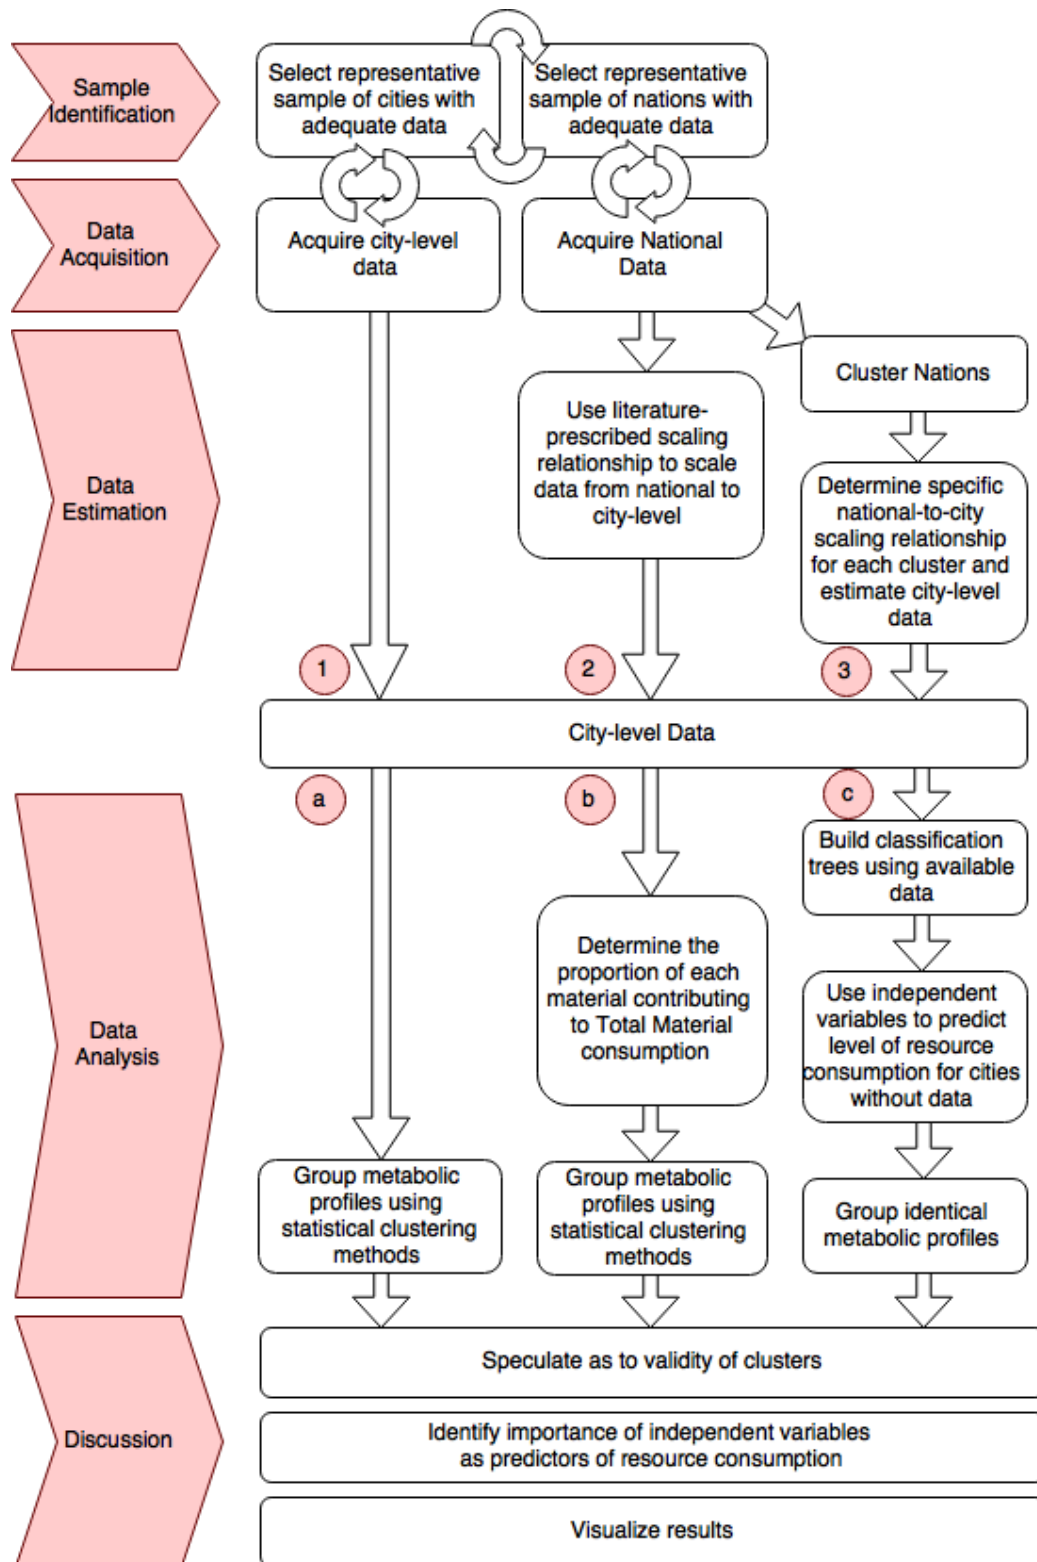 Sample
Identification
Select representative
sample of cities with
adequate data
Select representative
sample of nations with
adequate data
Data
Acquisition
Acquire city-level
data
Acquire National
Data
Data
Estimation
Cluster Nations
Use literature-
prescribed scaling
relationship to scale
data from national to
city-level
Determine specific
national-to-city
scaling relationship
for each cluster and
estimate city-level
data
1
2
3
City-level Data
a
b
c
Data
Analysis
Build classification
trees using available
data
Determine the
proportion of each
material contributing
to Total Material
consumption
Use independent
variables to predict
level of resource
consumption for cities
without data
Group metabolic
profiles using
statistical clustering
methods
Group metabolic
profiles using
statistical clustering
methods
Group identical
metabolic profiles
Discussion
Speculate as to validity of clusters
Identify importance of independent variables
as predictors of resource consumption
Visualize results